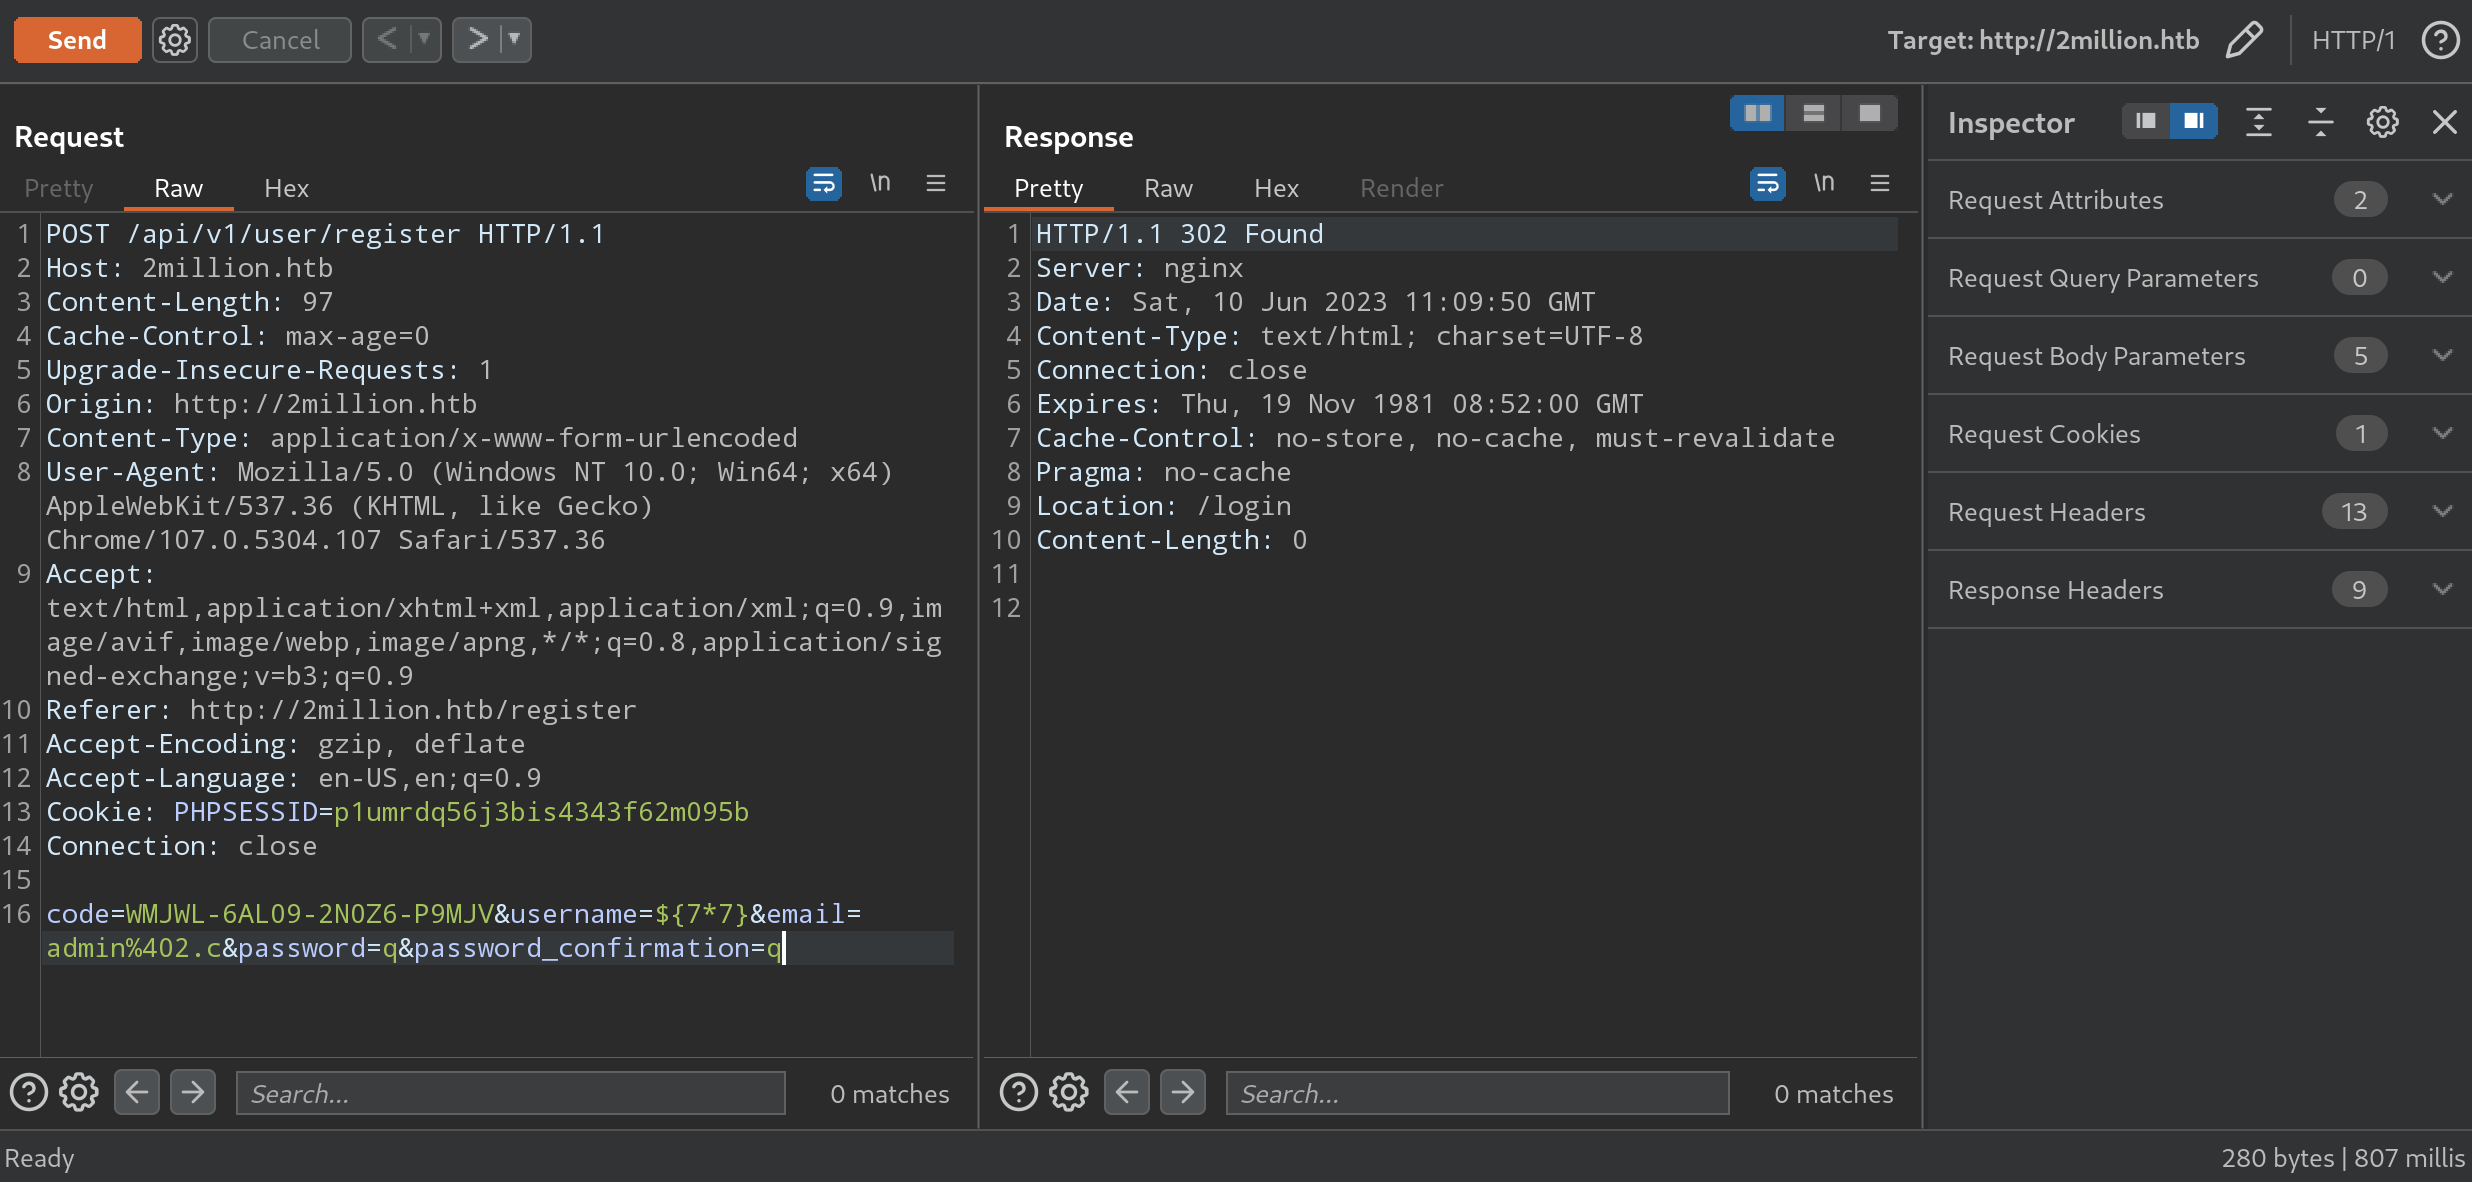 Send Cancel < > Target: http://2million.htb HTTP/1 ?
Request
Pretty Raw Hex \n
1 POST /api/v1/user/register HTTP/1.1
2 Host: 2million.htb
3 Content-Length: 97
4 Cache-Control: max-age=0
5 Upgrade-Insecure-Requests: 1
6 Origin: http://2million.htb
7 Content-Type: application/x-www-form-urlencoded
8 User-Agent: Mozilla/5.0 (Windows NT 10.0; Win64; x64)
AppleWebKit/537.36 (KHTML, like Gecko)
Chrome/107.0.5304.107 Safari/537.36
9 Accept:
text/html,application/xhtml+xml,application/xml;q=0.9,im
age/avif,image/webp,image/apng,*/*;q=0.8,application/sig
ned-exchange;v=b3;q=0.9
10 Referer: http://2million.htb/register
11 Accept-Encoding: gzip, deflate
12 Accept-Language: en-US,en;q=0.9
13 Cookie: PHPSESSID=p1umrdq56j3bis4343f62m095b
14 Connection: close
15
16 code=WMJWL-6AL09-2N0Z6-P9MJV&username=${7*7}&email=
admin%402.c&password=q&password_confirmation=q
? Search... 0 matches
Response
Pretty Raw Hex Render \n
1 HTTP/1.1 302 Found
2 Server: nginx
3 Date: Sat, 10 Jun 2023 11:09:50 GMT
4 Content-Type: text/html; charset=UTF-8
5 Connection: close
6 Expires: Thu, 19 Nov 1981 08:52:00 GMT
7 Cache-Control: no-store, no-cache, must-revalidate
8 Pragma: no-cache
9 Location: /login
10 Content-Length: 0
11
12
? Search... 0 matches
Inspector
Request Attributes 2
Request Query Parameters 0
Request Body Parameters 5
Request Cookies 1
Request Headers 13
Response Headers 9
Ready 280 bytes | 807 millis